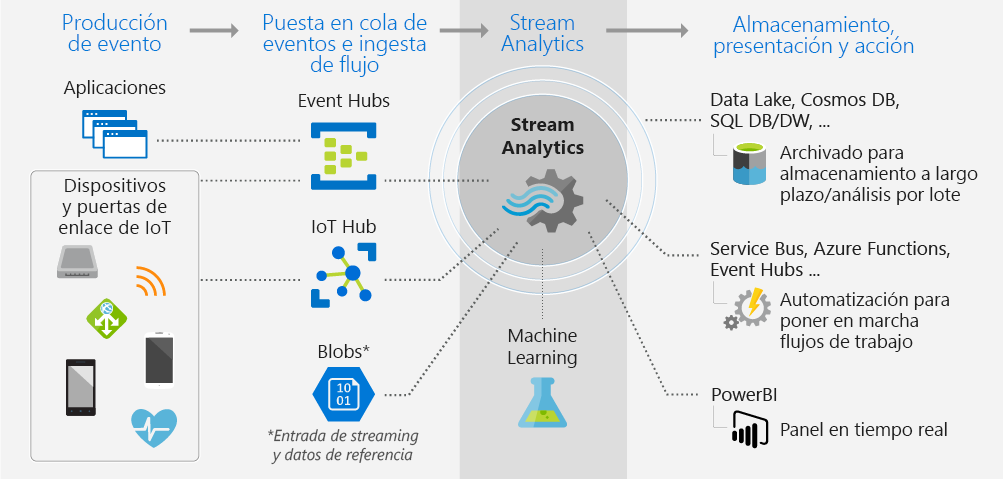 Producción
de evento
Puesta en cola de
eventos e ingesta
de flujo
Stream
Analytics
Almacenamiento,
presentación y acción
Aplicaciones
Dispositivos
y puertas de
enlace de IoT
Event Hubs
IoT Hub
Blobs*
10
01
*Entrada de streaming
y datos de referencia
Stream
Analytics
Machine
Learning
Data Lake, Cosmos DB,
SQL DB/DW, ...
Archivado para
almacenamiento a largo
plazo/análisis por lote
Service Bus, Azure Functions,
Event Hubs ...
Automatización para
poner en marcha
flujos de trabajo
PowerBI
Panel en tiempo real